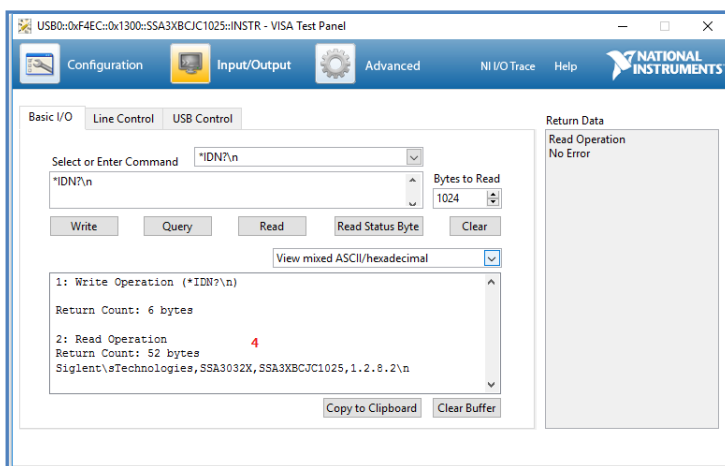 USB0::0xF4EC::0x1300::SSA3XBCJC1025::INSTR - VISA Test Panel
Configuration
Input/Output
Advanced
NI I/O Trace
Help
NATIONAL
INSTRUMENTS
Basic I/O
Line Control
USB Control
Select or Enter Command
*IDN?\n
*IDN?\n
Bytes to Read
1024
Write
Query
Read
Read Status Byte
Clear
View mixed ASCII/hexadecimal
1: Write Operation (*IDN?\n)
Return Count: 6 bytes
2: Read Operation
4
Return Count: 52 bytes
Siglent\sTechnologies,SSA3032X,SSA3XBCJC1025,1.2.8.2\n
Copy to Clipboard
Clear Buffer
Return Data
Read Operation
No Error